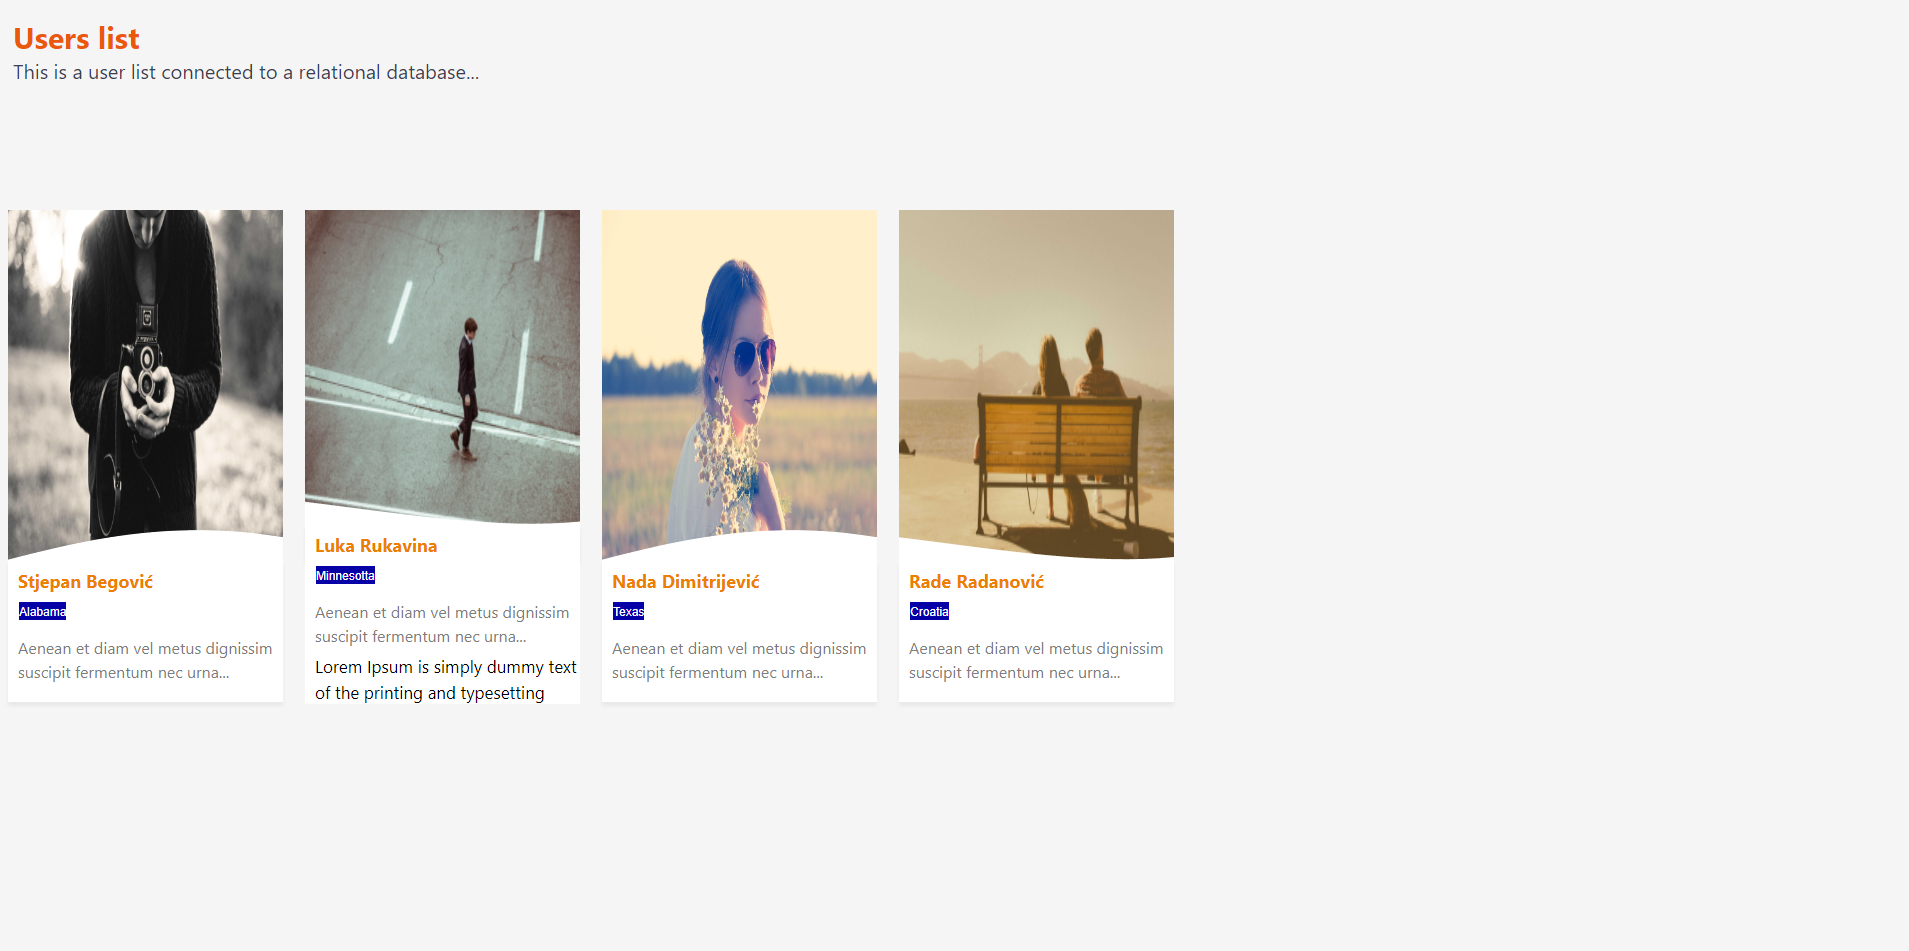 Users list
This is a user list connected to a relational database...
Stjepan Begović
Alabama
Aenean et diam vel metus dignissim
suscipit fermentum nec urna...
Luka Rukavina
Minnesotta
Aenean et diam vel metus dignissim
suscipit fermentum nec urna...
Lorem Ipsum is simply dummy text
of the printing and typesetting
Nada Dimitrijević
Texas
Aenean et diam vel metus dignissim
suscipit fermentum nec urna...
Rade Radanović
Croatia
Aenean et diam vel metus dignissim
suscipit fermentum nec urna...